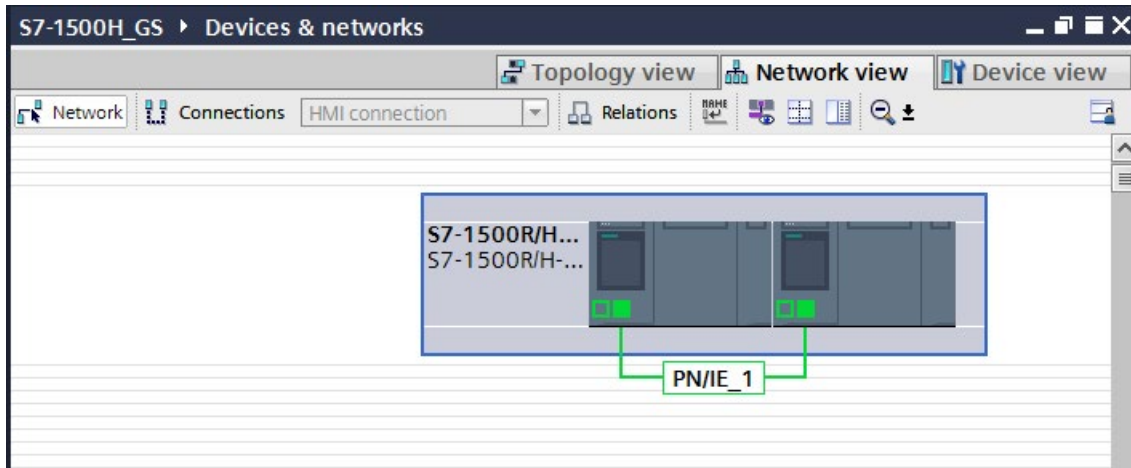 S7-1500H_GS ▸ Devices & networks
Topology view Network view Device view
Network Connections HMI connection Relations
S7-1500R/H...
S7-1500R/H-...
PN/IE_1